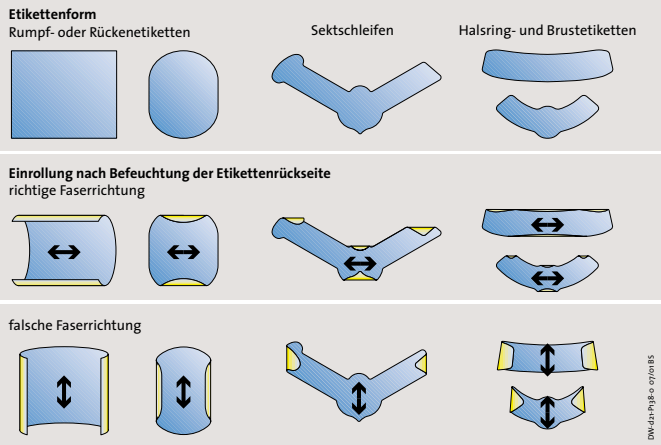 Etikettenform
Rumpf- oder Rückenetiketten
Sektschleifen
Halsring- und Brustetiketten
Einrollung nach Befeuchtung der Etikettenrückseite
richtige Faserrichtung
falsche Faserrichtung
DW-d21-P138-0 07/01 BS